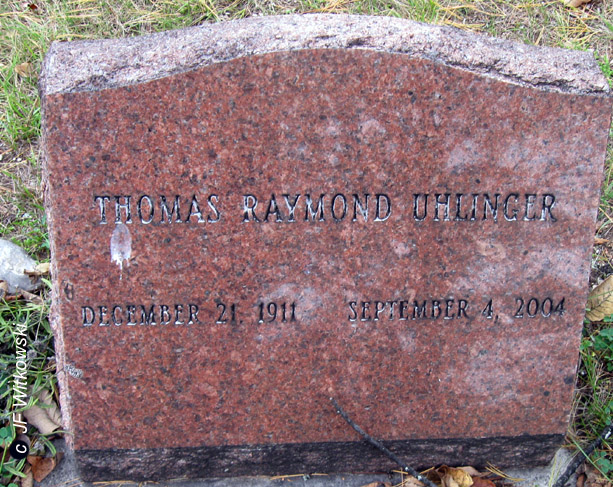 THOMAS RAYMOND UHLINGER
DECEMBER 21, 1911 SEPTEMBER 4, 2004
c JF Witkowski